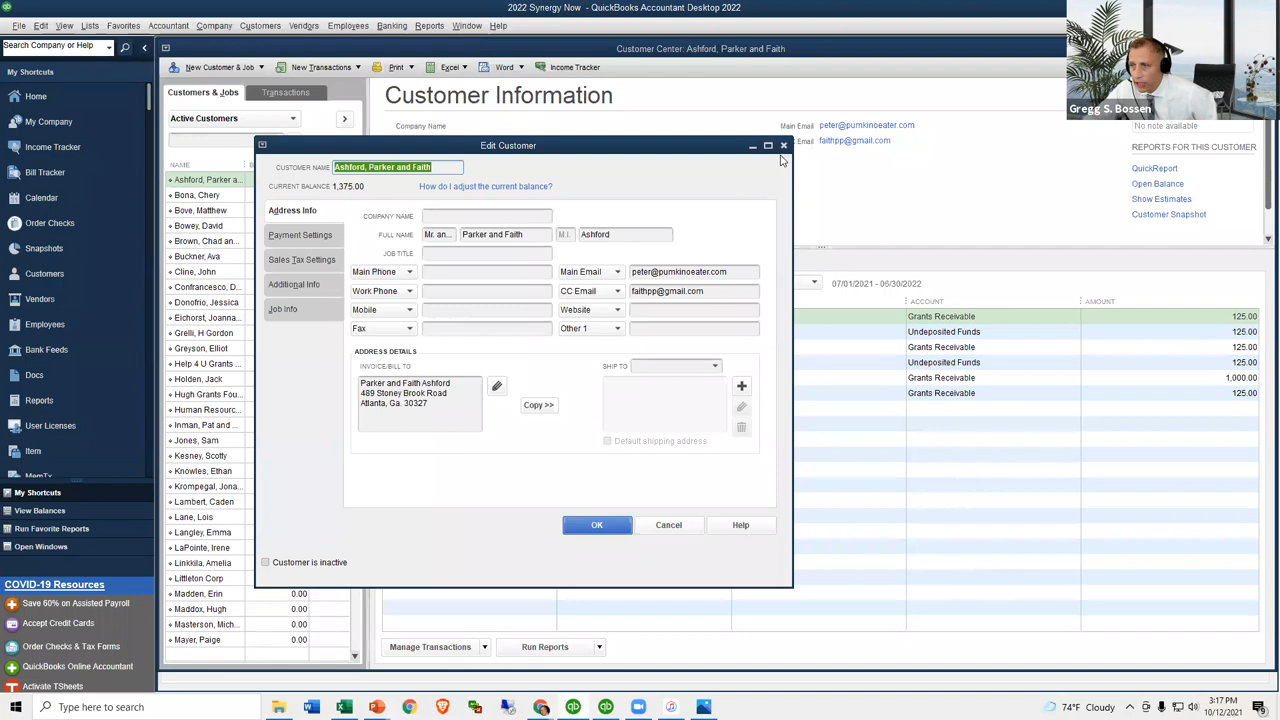 2022 Synergy Now - QuickBooks Accountant Desktop 2022
File Edit View Lists Favorites Accountant Company Customers Vendors Employees Banking Reports Window Help
Search Company or Help
My Shortcuts
Home
My Company
Income Tracker
Bill Tracker
Calendar
Order Checks
Snapshots
Customers
Vendors
Employees
Bank Feeds
Docs
Reports
User Licenses
Item
MemTx
My Shortcuts
View Balances
Run Favorite Reports
Open Windows
COVID-19 Resources
Save 60% on Assisted Payroll
Accept Credit Cards
Order Checks & Tax Forms
QuickBooks Online Accountant
Activate TSheets
Customer Center: Ashford, Parker and Faith
New Customer & Job New Transactions Print Excel Word Income Tracker
Customers & Jobs Transactions
Active Customers
NAME
Ashford, Parker a...
Bona, Chery
Bove, Matthew
Bowey, David
Brown, Chad an...
Buckner, Ava
Cline, John
Confrancesco, D...
Donofrio, Jessica
Eichorst, Joanna...
Grelli, H Gordon
Greyson, Elliot
Help 4 U Grants ...
Holden, Jack
Hugh Grants Fou...
Human Resourc...
Inman, Pat and ...
Jones, Sam
Kesney, Scotty
Knowles, Ethan
Krompegal, Jona...
Lambert, Caden
Lane, Lois
Langley, Emma
LaPointe, Irene
Linkkila, Amelia
Littleton Corp
Madden, Erin 0.00
Maddox, Hugh 0.00
Masterson, Mich... 0.00
Mayer, Paige 0.00
Customer Information
Company Name
Main Email peter@pumkinoeater.com
Email faithpp@gmail.com
Gregg S. Bossen
No note available
REPORTS FOR THIS CUSTOMER
QuickReport
Open Balance
Show Estimates
Customer Snapshot
07/01/2021 - 06/30/2022
ACCOUNT AMOUNT
Grants Receivable 125.00
Undeposited Funds 125.00
Grants Receivable 125.00
Undeposited Funds 125.00
Grants Receivable 1,000.00
Grants Receivable 125.00
Manage Transactions Run Reports
Edit Customer
CUSTOMER NAME Ashford, Parker and Faith
CURRENT BALANCE 1,375.00 How do I adjust the current balance?
Address Info
Payment Settings
Sales Tax Settings
Additional Info
Job Info
COMPANY NAME
FULL NAME Mr. an... Parker and Faith M.I. Ashford
JOB TITLE
Main Phone Main Email peter@pumkinoeater.com
Work Phone CC Email faithpp@gmail.com
Mobile Website
Fax Other 1
ADDRESS DETAILS
INVOICE/BILL TO SHIP TO
Parker and Faith Ashford
489 Stoney Brook Road
Atlanta, Ga. 30327
Copy >>
Default shipping address
OK Cancel Help
Customer is inactive
Type here to search
74°F Cloudy
3:17 PM
10/12/2021